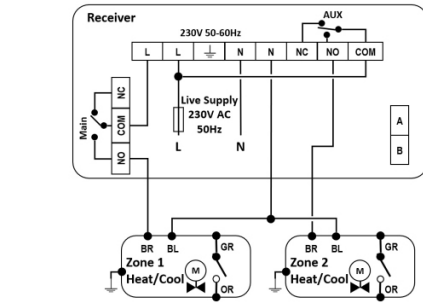 Receiver
AUX
230V 50-60Hz
L L N N NC NO COM
NC
COM
NO
Main
Live Supply
230V AC
50Hz
L N
A
B
BR BL GR
Zone 1
Heat/Cool
M
OR
BR BL GR
Zone 2
Heat/Cool
M
OR